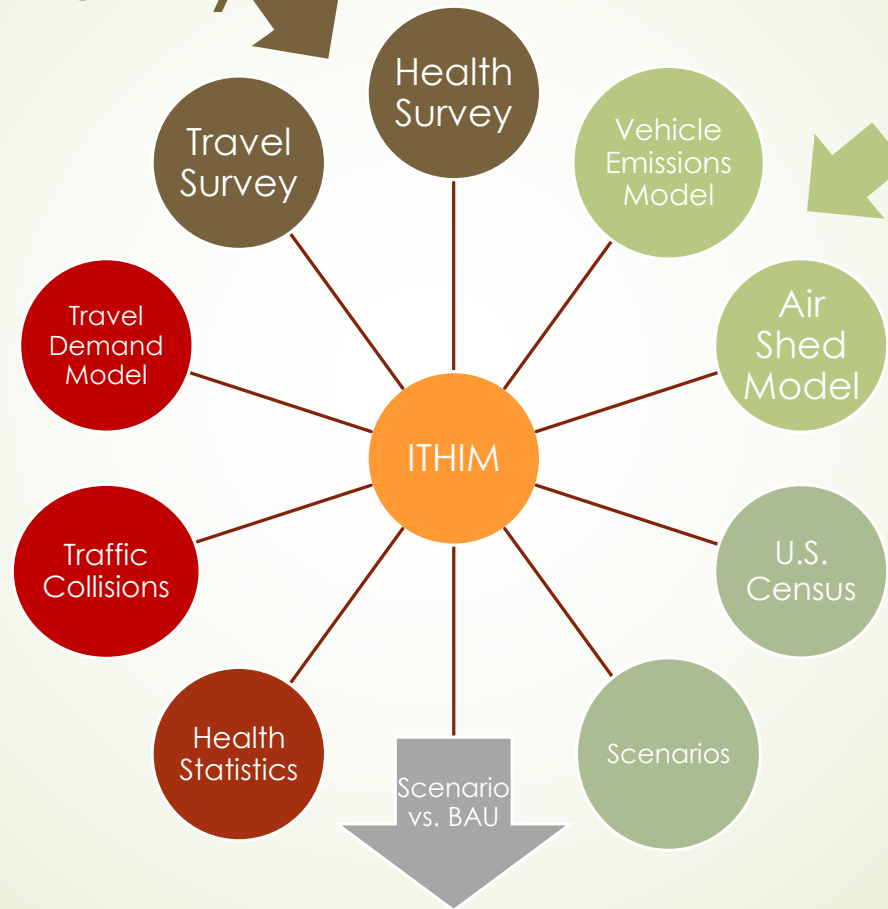 Health
Survey
Travel
Survey
Vehicle
Emissions
Model
Travel
Demand
Model
Air
Shed
Model
ITHIM
Traffic
Collisions
U.S.
Census
Health
Statistics
Scenarios
Scenario
vs. BAU